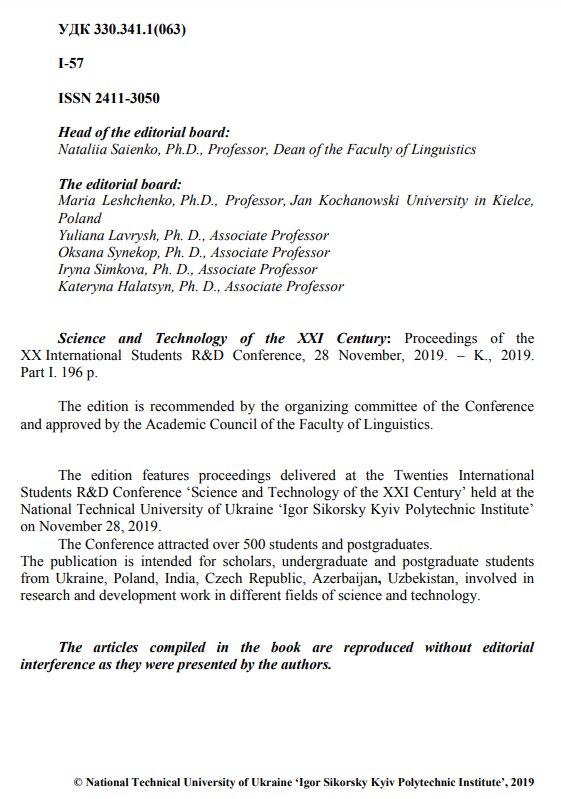 УДК 330.341.1(063)
I-57
ISSN 2411-3050
Head of the editorial board:
Nataliia Saienko, Ph.D., Professor, Dean of the Faculty of Linguistics
The editorial board:
Maria Leshchenko, Ph.D., Professor, Jan Kochanowski University in Kielce,
Poland
Yuliana Lavrysh, Ph. D., Associate Professor
Oksana Synekop, Ph. D., Associate Professor
Iryna Simkova, Ph. D., Associate Professor
Kateryna Halatsyn, Ph. D., Associate Professor
Science and Technology of the XXI Century: Proceedings of the
XX International Students R&D Conference, 28 November, 2019. – K., 2019.
Part I. 196 p.
The edition is recommended by the organizing committee of the Conference
and approved by the Academic Council of the Faculty of Linguistics.
The edition features proceedings delivered at the Twenties International
Students R&D Conference ‘Science and Technology of the XXI Century’ held at the
National Technical University of Ukraine ‘Igor Sikorsky Kyiv Polytechnic Institute’
on November 28, 2019.
The Conference attracted over 500 students and postgraduates.
The publication is intended for scholars, undergraduate and postgraduate students
from Ukraine, Poland, India, Czech Republic, Azerbaijan, Uzbekistan, involved in
research and development work in different fields of science and technology.
The articles compiled in the book are reproduced without editorial
interference as they were presented by the authors.
© National Technical University of Ukraine ‘Igor Sikorsky Kyiv Polytechnic Institute’, 2019